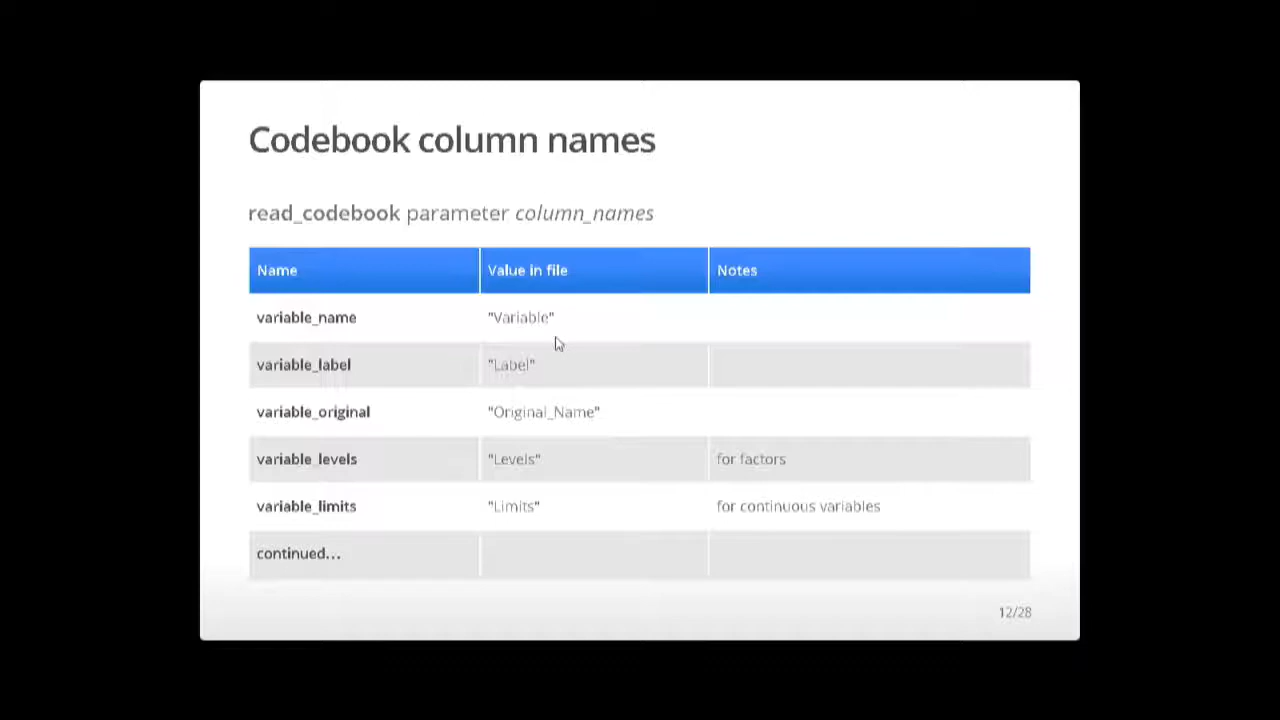 Codebook column names
read_codebook parameter column_names
Name Value in file Notes
variable_name "Variable"
variable_label "Label"
variable_original "Original_Name"
variable_levels "Levels" for factors
variable_limits "Limits" for continuous variables
continued...
12/28